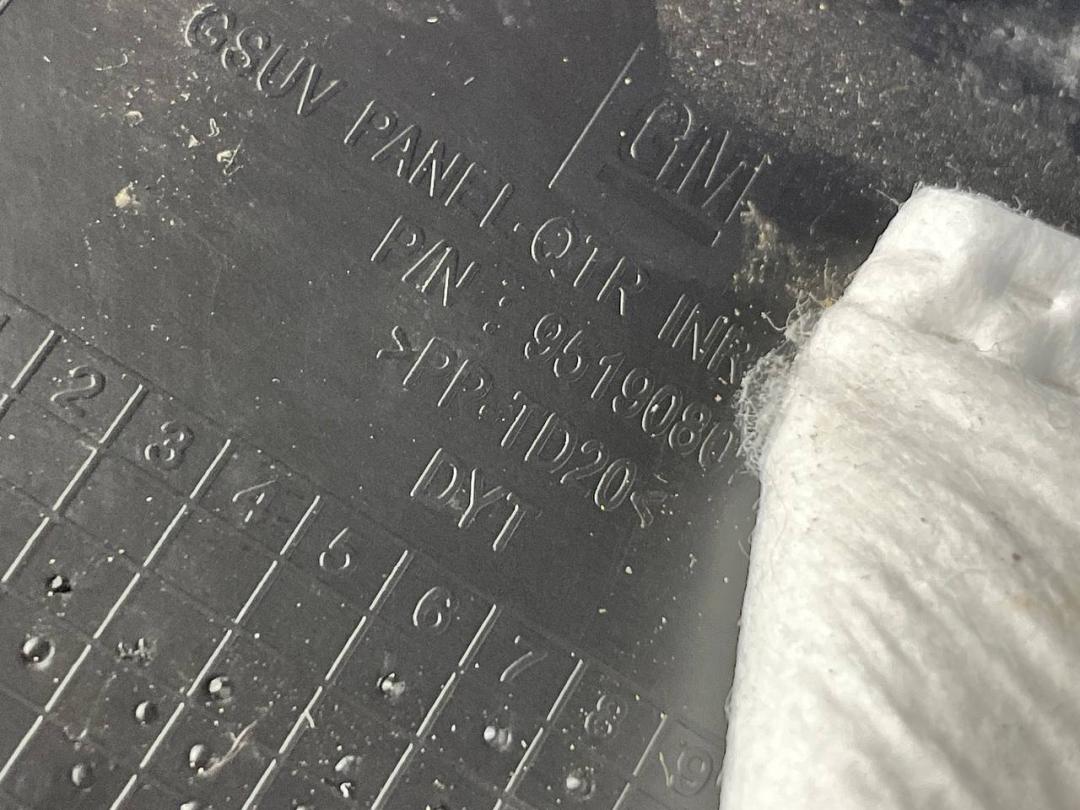 GM
GSUV PANEL-QTR INR
P/N : 9519080
>PP-TD20<
DYT
2 3 4 5 6 7 8 9